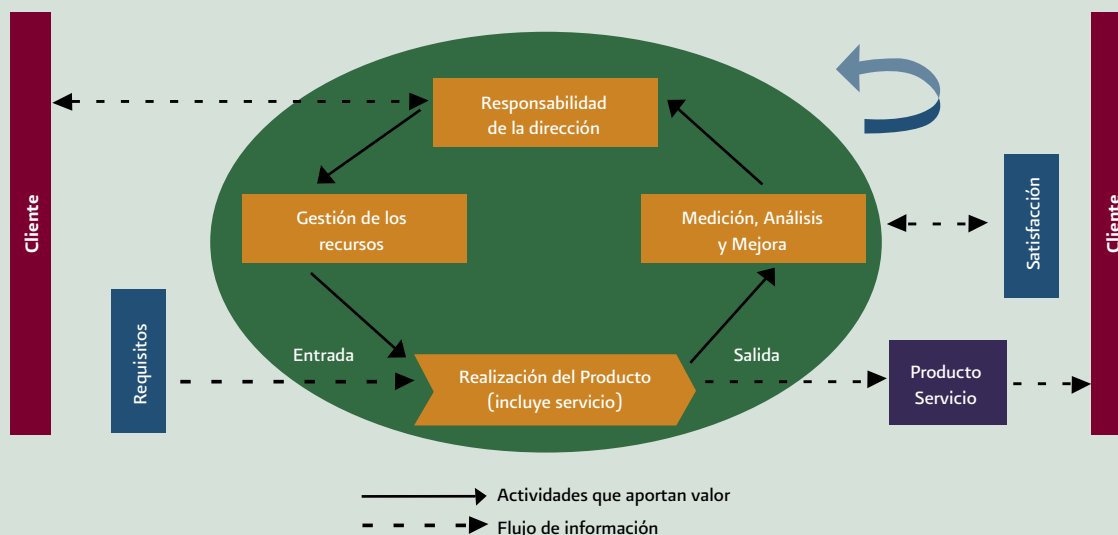 Cliente
Responsabilidad
de la dirección
Gestión de los
recursos
Medición, Análisis
y Mejora
Satisfacción
Cliente
Requisitos
Entrada
Realización del Producto
(incluye servicio)
Salida
Producto
Servicio
Actividades que aportan valor
Flujo de información